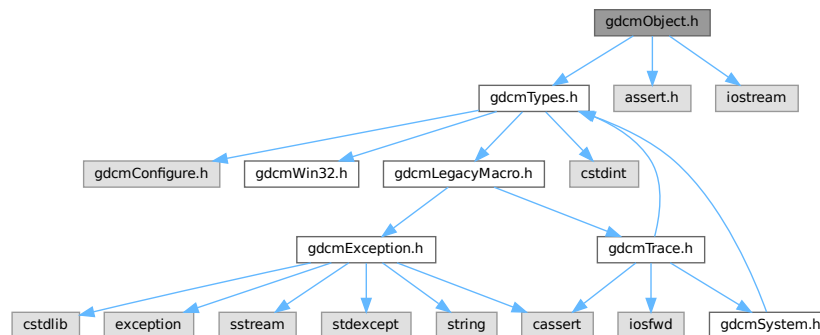 gdcmObject.h
gdcmTypes.h
assert.h
iostream
gdcmConfigure.h
gdcmWin32.h
gdcmLegacyMacro.h
cstdint
gdcmException.h
gdcmTrace.h
cstdlib
exception
sstream
stdexcept
string
cassert
iosfwd
gdcmSystem.h